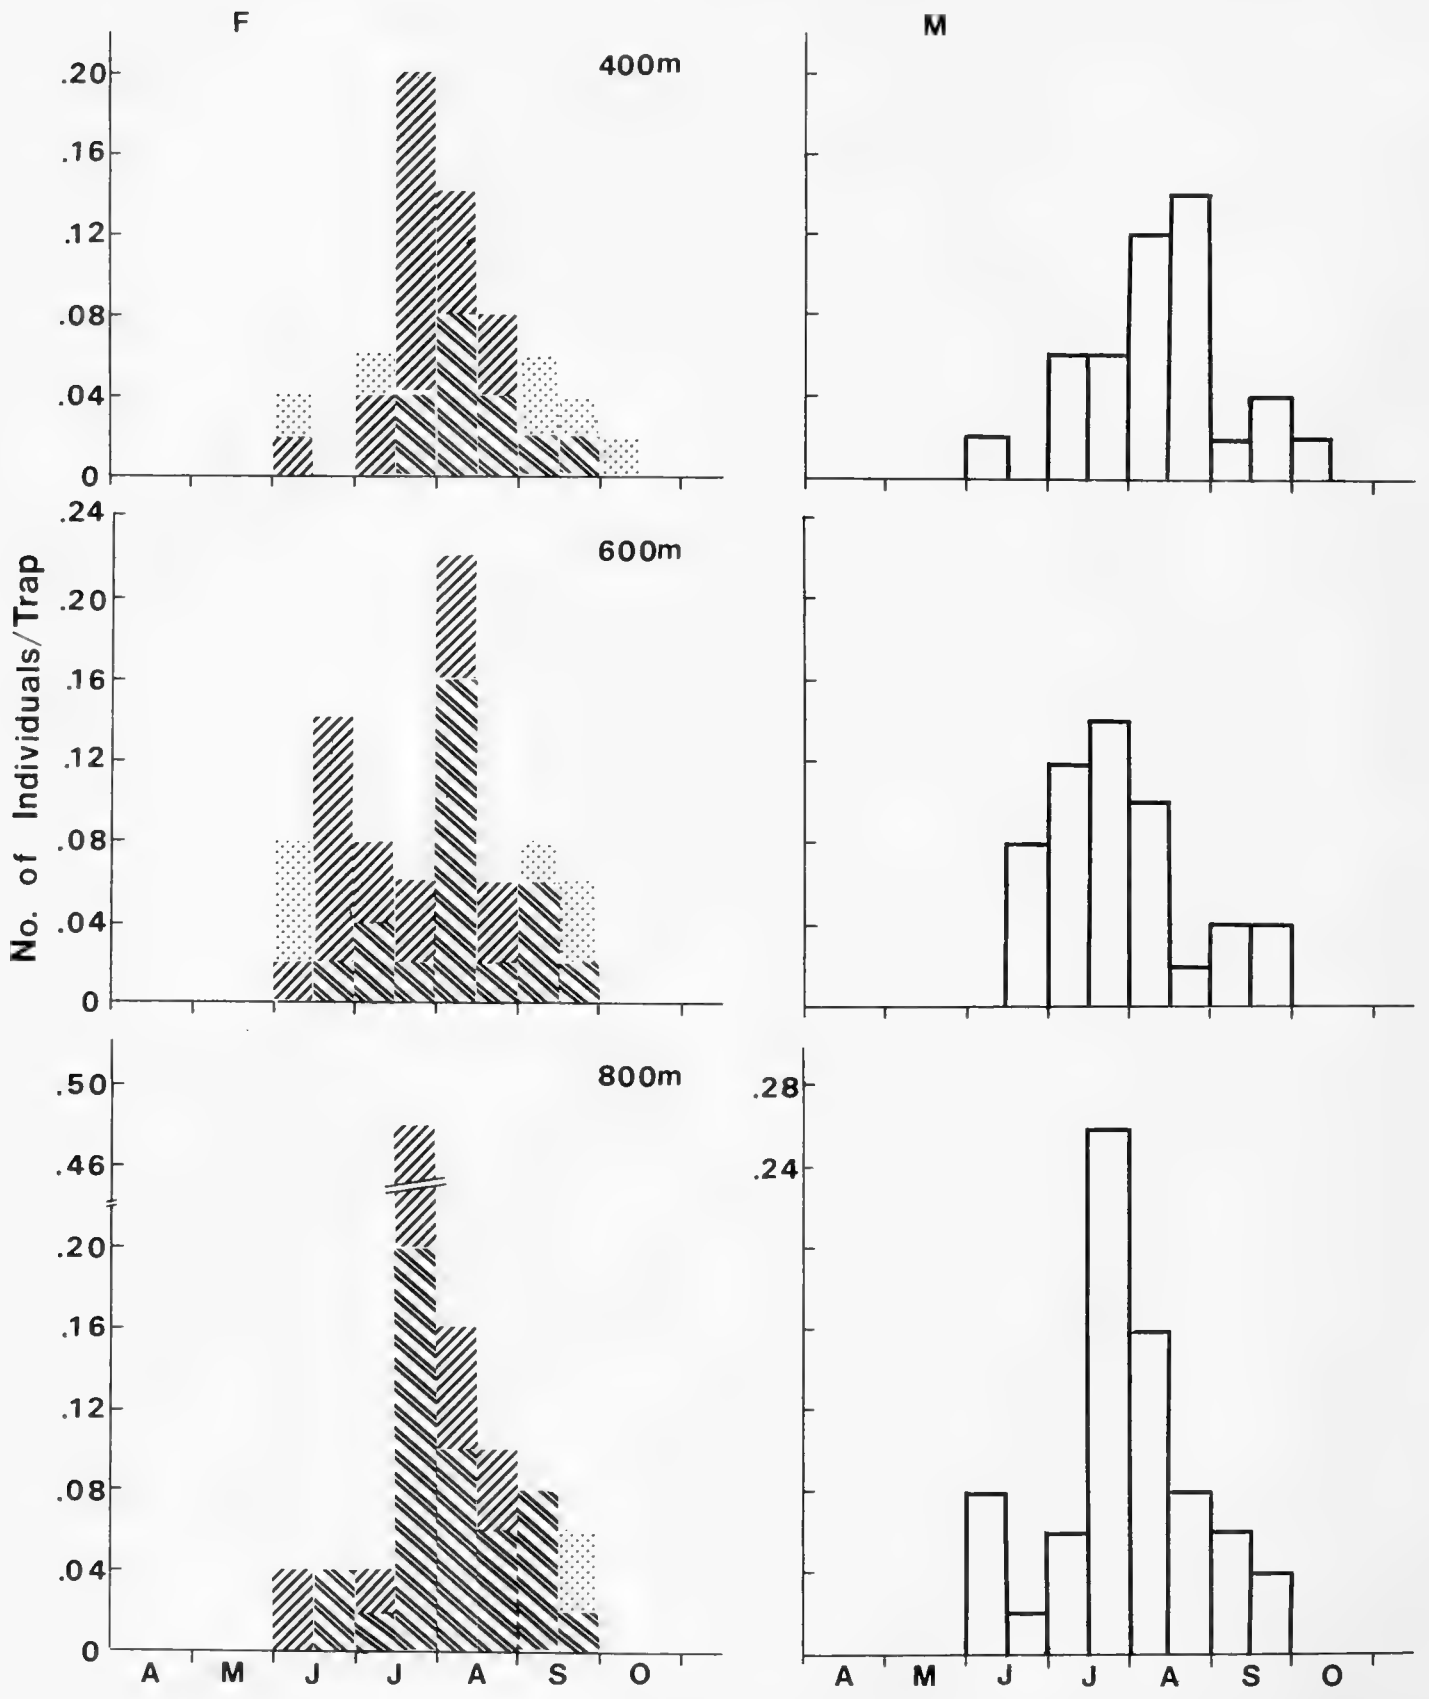 F
M
400m
.20
.16
.12
.08
.04
0
600m
.24
.20
.16
.12
.08
.04
0
No. of Individuals/Trap
800m
.50
.46
.20
.16
.12
.08
.04
0
.28
.24
A M J J A S O
A M J J A S O